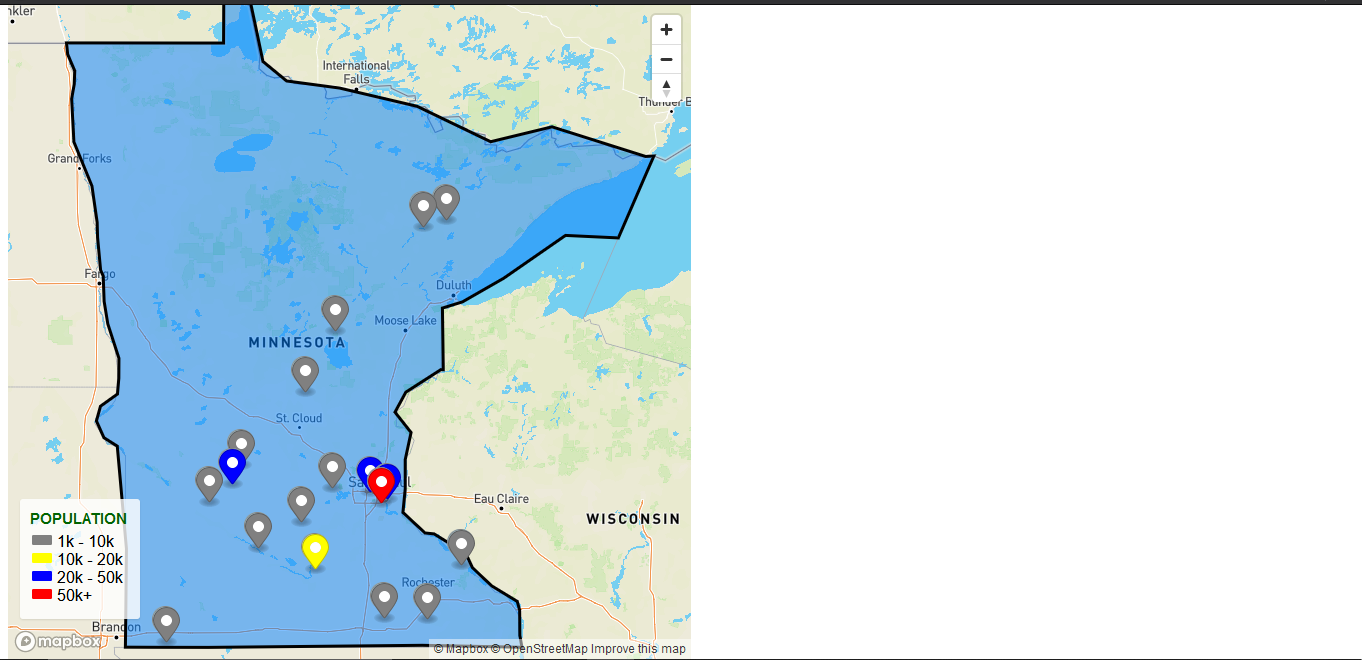 nkler
International
Falls
Thunder B
Grand Forks
Fargo
Duluth
Moose Lake
MINNESOTA
St. Cloud
Sa ul
Eau Claire
WISCONSIN
POPULATION
1k - 10k
10k - 20k
20k - 50k
50k+
Rochester
Brandon
mapbox
© Mapbox © OpenStreetMap Improve this map